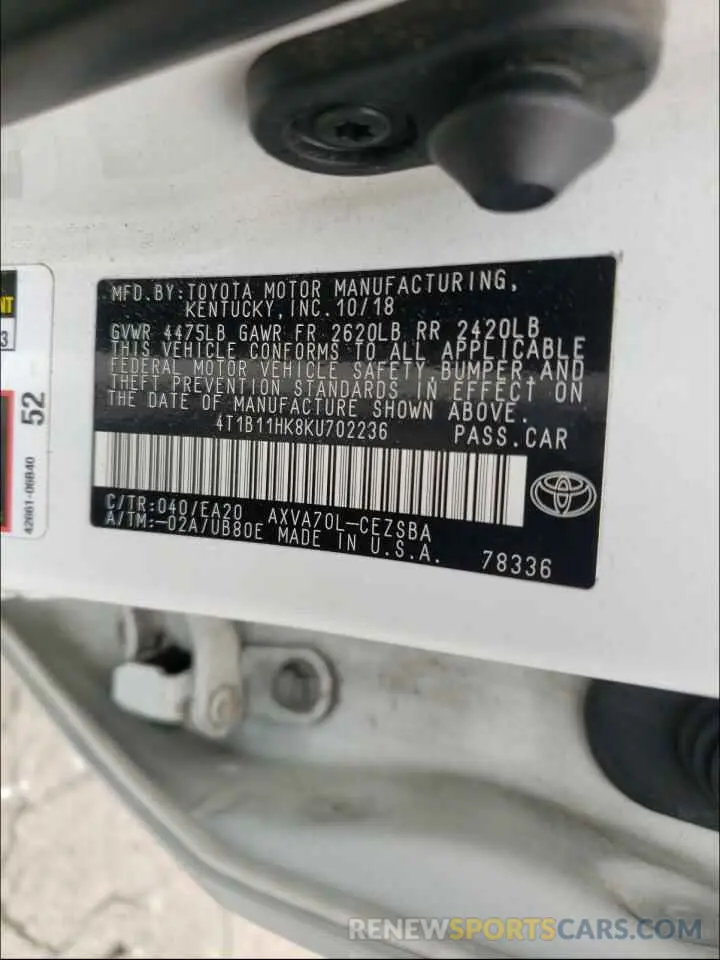 MFD. BY: TOYOTA MOTOR MANUFACTURING,
KENTUCKY, INC. 10/18
GVWR 4475LB GAWR FR 2620LB RR 2420LB
THIS VEHICLE CONFORMS TO ALL APPLICABLE
FEDERAL MOTOR VEHICLE SAFETY, BUMPER, AND
THEFT PREVENTION STANDARDS IN EFFECT ON
THE DATE OF MANUFACTURE SHOWN ABOVE.
4T1B11HK8KU702236 PASS.CAR
C/TR: 040/EA20 AXVA70L-CEZSBA
A/TM:-02A/UB80E MADE IN U.S.A.
78336
52
42661-06B40
RENEWSPORTSCARS.COM